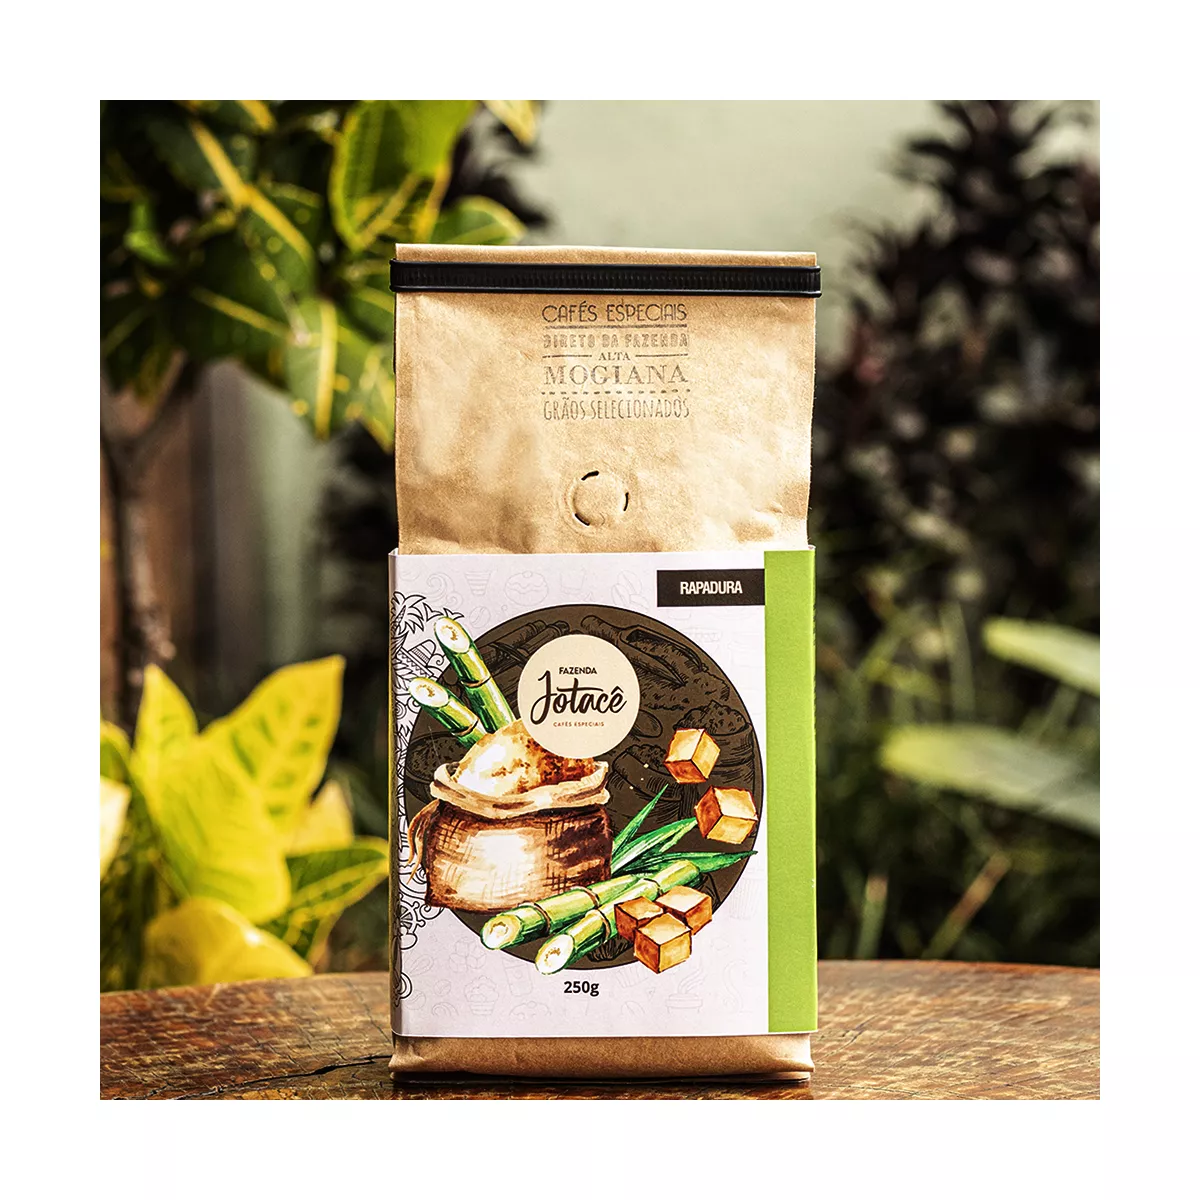 CAFÉS ESPECIAIS
DIRETO DA FAZENDA
ALTA
MOGIANA
GRÃOS SELECIONADOS
RAPADURA
FAZENDA
Jotacê
CAFÉS ESPECIAIS
250g